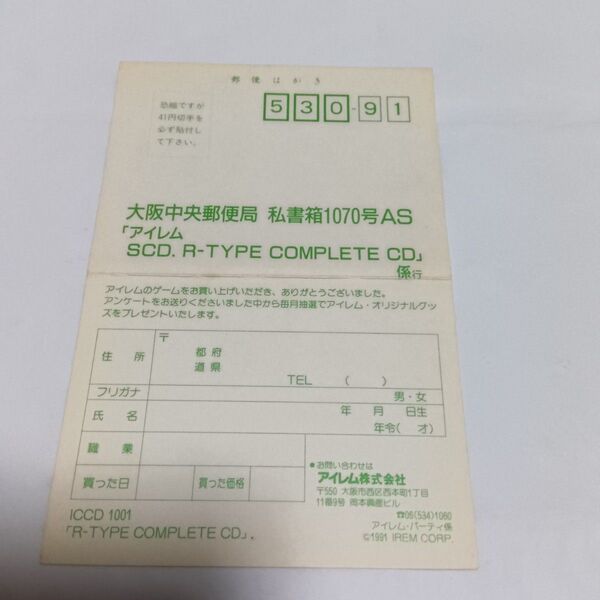 郵便はがき
530-91
恐縮ですが
41円切手を
必ず貼付し
て下さい。
大阪中央郵便局 私書箱1070号AS
「アイレム
SCD. R-TYPE COMPLETE CD」
係行
アイレムのゲームをお買い上げいただき、ありがとうございました。
アンケートをお送りくださいました中から毎月抽選でアイレム・オリジナルグッ
ズをプレゼントいたします。
住所
〒
都府
道県
TEL ( )
フリガナ
男・女
氏名
年 月 日生
年令( 才)
職業
買った日
買った価格
●お問い合わせは
アイレム株式会社
〒550 大阪市西区西本町1丁目
11番9号 岡本興産ビル
☎06(534)1960
アイレム・パーティ係
©1991 IREM CORP.
ICCD 1001
「R-TYPE COMPLETE CD」.